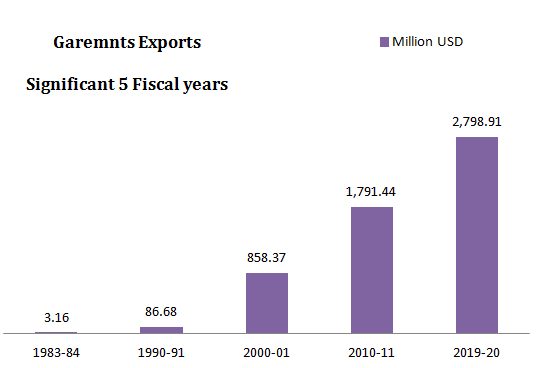 Garemnts Exports
Million USD
Significant 5 Fiscal years
2,798.91
1,791.44
858.37
86.68
3.16
1983-84 1990-91 2000-01 2010-11 2019-20